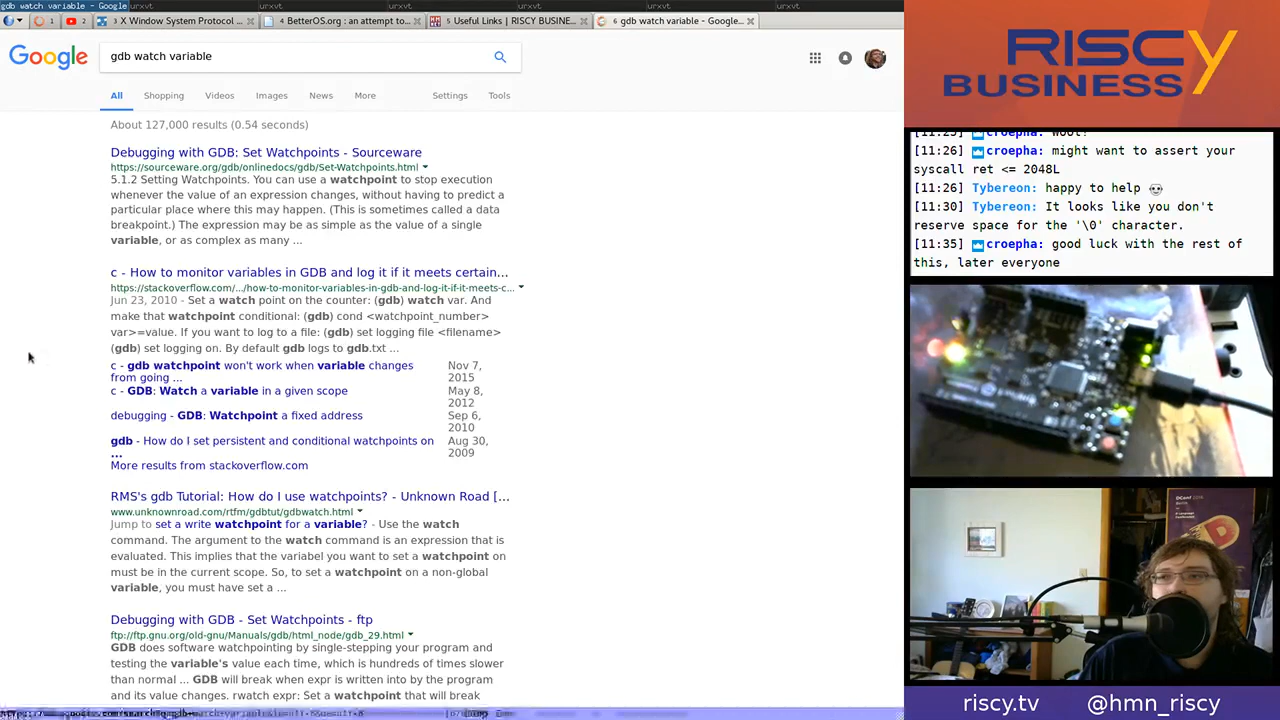 gdb watch variable - Google
urxvt
urxvt
urxvt
urxvt
urxvt
urxvt
1
2
3 X Window System Protocol ...
4 BetterOS.org : an attempt to...
5 Useful Links | RISCY BUSINE...
6 gdb watch variable - Google...
Google
gdb watch variable
All
Shopping
Videos
Images
News
More
Settings
Tools
About 127,000 results (0.54 seconds)
Debugging with GDB: Set Watchpoints - Sourceware
https://sourceware.org/gdb/onlinedocs/gdb/Set-Watchpoints.html
5.1.2 Setting Watchpoints. You can use a watchpoint to stop execution
whenever the value of an expression changes, without having to predict a
particular place where this may happen. (This is sometimes called a data
breakpoint.) The expression may be as simple as the value of a single
variable, or as complex as many ...
c - How to monitor variables in GDB and log it if it meets certain...
https://stackoverflow.com/.../how-to-monitor-variables-in-gdb-and-log-it-if-it-meets-c...
Jun 23, 2010 - Set a watch point on the counter: (gdb) watch var. And
make that watchpoint conditional: (gdb) cond <watchpoint_number>
var>=value. If you want to log to a file: (gdb) set logging file <filename>
(gdb) set logging on. By default gdb logs to gdb.txt ...
c - gdb watchpoint won't work when variable changes
from going ...
Nov 7,
2015
c - GDB: Watch a variable in a given scope
May 8,
2012
debugging - GDB: Watchpoint a fixed address
Sep 6,
2010
gdb - How do I set persistent and conditional watchpoints on
...
Aug 30,
2009
More results from stackoverflow.com
RMS's gdb Tutorial: How do I use watchpoints? - Unknown Road [...
www.unknownroad.com/rtfm/gdbtut/gdbwatch.html
Jump to set a write watchpoint for a variable? - Use the watch
command. The argument to the watch command is an expression that is
evaluated. This implies that the variabel you want to set a watchpoint on
must be in the current scope. So, to set a watchpoint on a non-global
variable, you must have set a ...
Debugging with GDB - Set Watchpoints - ftp
ftp://ftp.gnu.org/old-gnu/Manuals/gdb/html_node/gdb_29.html
GDB does software watchpointing by single-stepping your program and
testing the variable's value each time, which is hundreds of times slower
than normal ... GDB will break when expr is written into by the program
and its value changes. rwatch expr: Set a watchpoint that will break
RISCY
BUSINESS
[11:25] croepha: woot!
[11:26] croepha: might want to assert your
syscall ret <= 2048L
[11:26] Tybereon: happy to help
[11:30] Tybereon: It looks like you don't
reserve space for the '\0' character.
[11:35] croepha: good luck with the rest of
this, later everyone
riscy.tv
@hmn_riscy